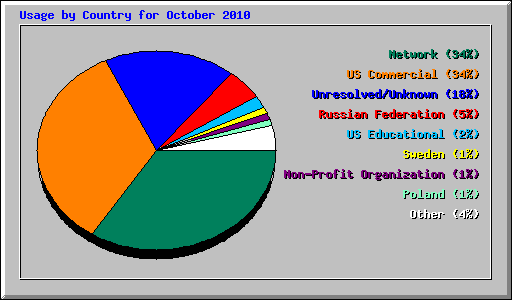 Usage by Country for October 2010
Network (34%)
US Commercial (34%)
Unresolved/Unknown (18%)
Russian Federation (5%)
US Educational (2%)
Sweden (1%)
Non-Profit Organization (1%)
Poland (1%)
Other (4%)